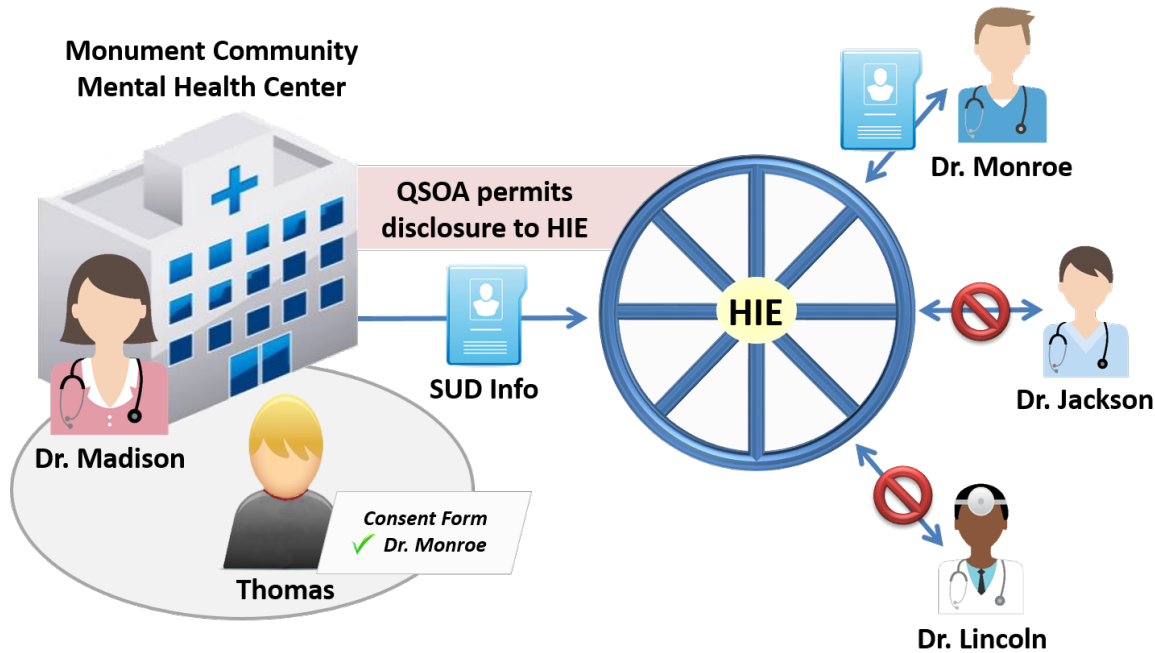 Monument Community
Mental Health Center
QSOA permits
disclosure to HIE
SUD Info
HIE
Dr. Monroe
Dr. Jackson
Dr. Lincoln
Dr. Madison
Thomas
Consent Form
Dr. Monroe